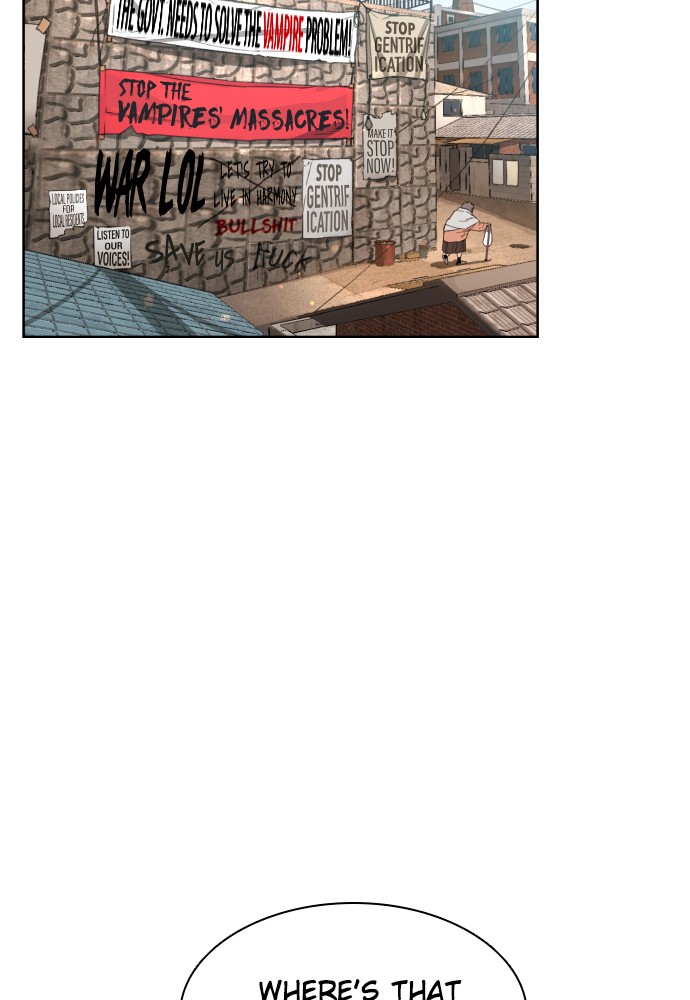 THE GOVT. NEEDS TO SOLVE THE VAMPIRE PROBLEM!
STOP
GENTRIF
ICATION
STOP THE
VAMPIRES' MASSACRES!
MAKE IT
STOP
NOW!
WAR LOL
LET'S TRY TO
LIVE IN HARMONY
BULLSHIT
STOP
GENTRIF
ICATION
LOCAL POLICIES
FOR
LOCAL RESIDENTS
LISTEN TO
OUR
VOICES!
SAVE us
WHERE'S THAT